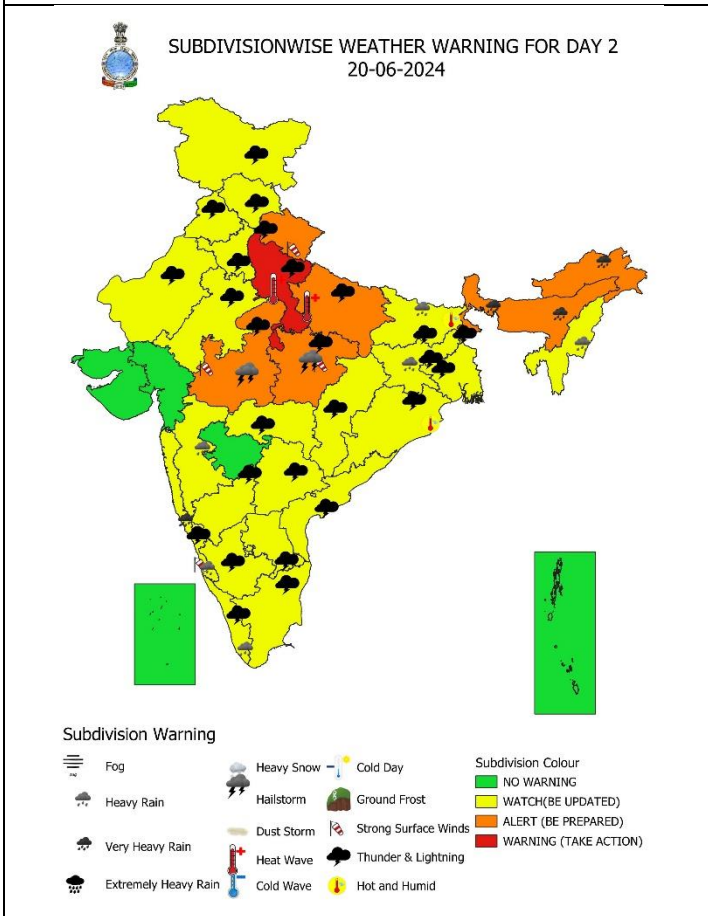 SUBDIVISIONWISE WEATHER WARNING FOR DAY 2
20-06-2024
Subdivision Warning
Fog
Heavy Rain
Very Heavy Rain
Extremely Heavy Rain
Heavy Snow
Hailstorm
Dust Storm
Heat Wave
Cold Wave
Cold Day
Ground Frost
Strong Surface Winds
Thunder & Lightning
Hot and Humid
Subdivision Colour
NO WARNING
WATCH(BE UPDATED)
ALERT (BE PREPARED)
WARNING (TAKE ACTION)